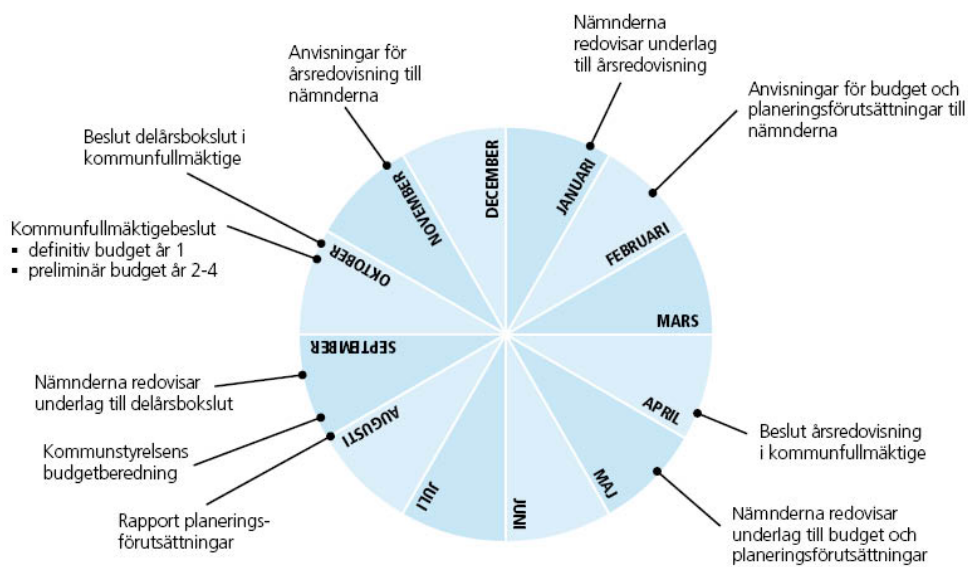 Nämnderna
redovisar underlag
till årsredovisning
Anvisningar för budget och
planeringsförutsättningar till
nämnderna
Beslut årsredovisning
i kommunfullmäktige
Nämnderna redovisar
underlag till budget och
planeringsförutsättningar
Rapport planerings-
förutsättningar
Kommunstyrelsens
budgetberedning
Nämnderna redovisar
underlag till delårsbokslut
Kommunfullmäktigebeslut
▪ definitiv budget år 1
▪ preliminär budget år 2-4
Beslut delårsbokslut i
kommunfullmäktige
Anvisningar för
årsredovisning till
nämnderna
JANUARI
FEBRUARI
MARS
APRIL
MAJ
JUNI
JULI
AUGUSTI
SEPTEMBER
OKTOBER
NOVEMBER
DECEMBER